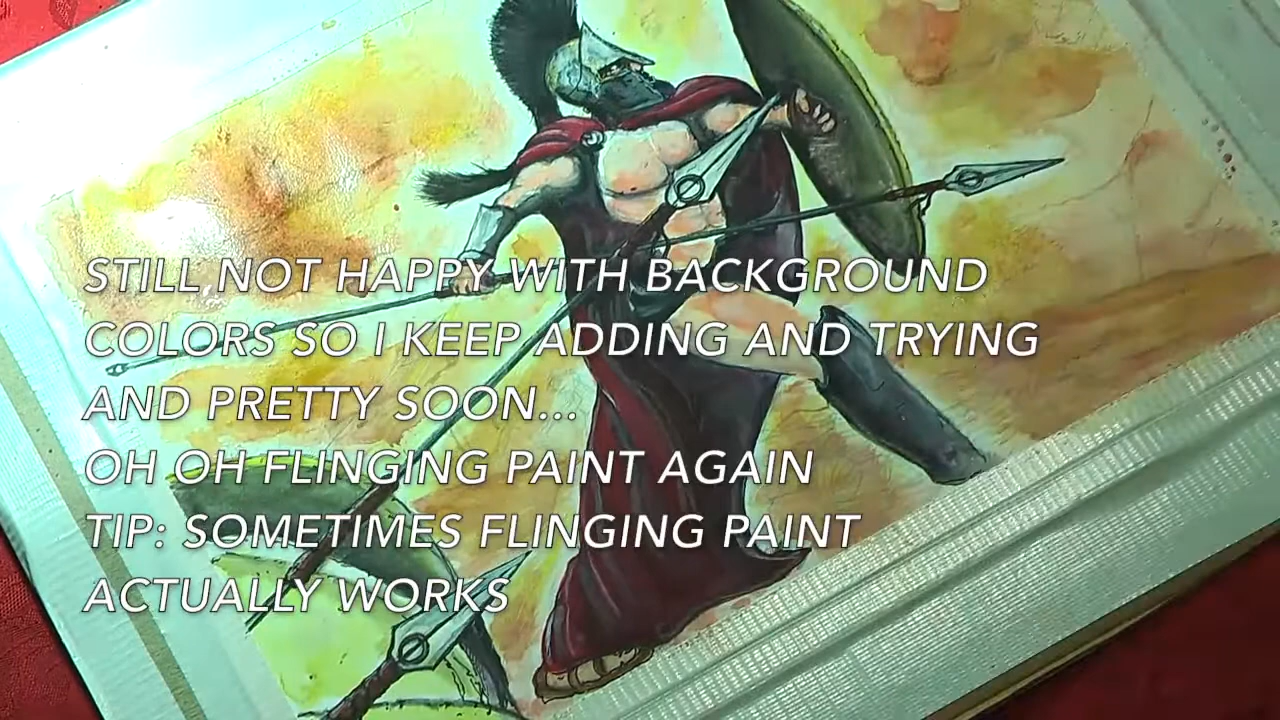 STILL NOT HAPPY WITH BACKGROUND
COLORS SO I KEEP ADDING AND TRYING
AND PRETTY SOON...
OH OH FLINGING PAINT AGAIN
TIP: SOMETIMES FLINGING PAINT
ACTUALLY WORKS